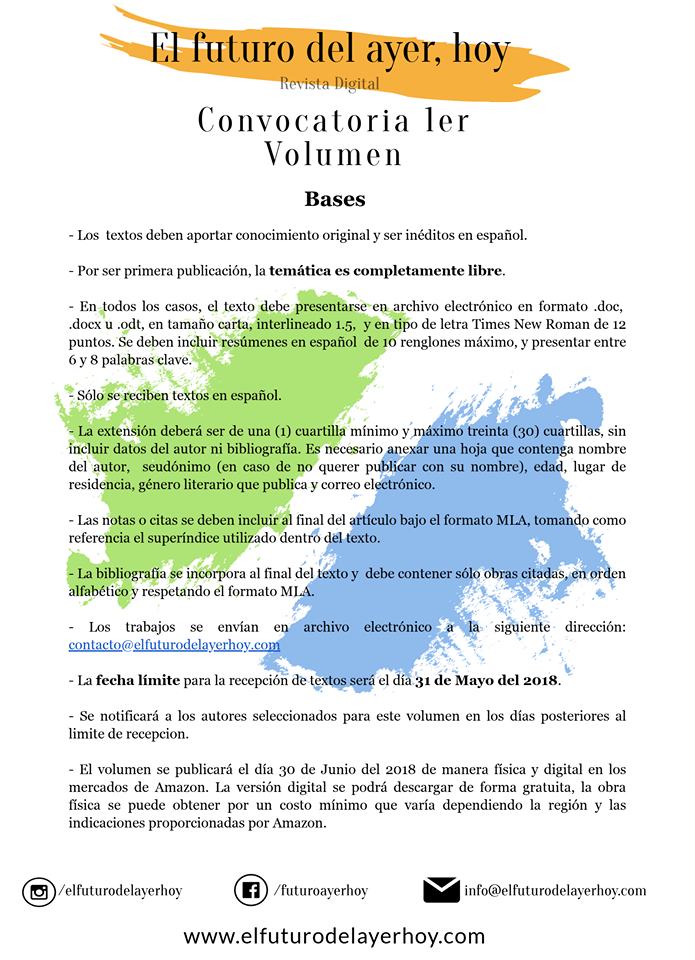 El futuro del ayer, hoy
Revista Digital
Convocatoria 1er
Volumen
Bases
- Los textos deben aportar conocimiento original y ser inéditos en español.
- Por ser primera publicación, la temática es completamente libre.
- En todos los casos, el texto debe presentarse en archivo electrónico en formato .doc,
.docx u .odt, en tamaño carta, interlineado 1.5, y en tipo de letra Times New Roman de 12
puntos. Se deben incluir resúmenes en español de 10 renglones máximo, y presentar entre
6 y 8 palabras clave.
- Sólo se reciben textos en español.
- La extensión deberá ser de una (1) cuartilla mínimo y máximo treinta (30) cuartillas, sin
incluir datos del autor ni bibliografía. Es necesario anexar una hoja que contenga nombre
del autor, seudónimo (en caso de no querer publicar con su nombre), edad, lugar de
residencia, género literario que publica y correo electrónico.
- Las notas o citas se deben incluir al final del artículo bajo el formato MLA, tomando como
referencia el superíndice utilizado dentro del texto.
- La bibliografía se incorpora al final del texto y debe contener sólo obras citadas, en orden
alfabético y respetando el formato MLA.
- Los trabajos se envían en archivo electrónico a la siguiente dirección:
contacto@elfuturodelayerhoy.com
- La fecha límite para la recepción de textos será el día 31 de Mayo del 2018.
- Se notificará a los autores seleccionados para este volumen en los días posteriores al
limite de recepcion.
- El volumen se publicará el día 30 de Junio del 2018 de manera física y digital en los
mercados de Amazon. La versión digital se podrá descargar de forma gratuita, la obra
física se puede obtener por un costo mínimo que varía dependiendo la región y las
indicaciones proporcionadas por Amazon.
/elfuturodelayerhoy /futuroayerhoy info@elfuturodelayerhoy.com
www.elfuturodelayerhoy.com